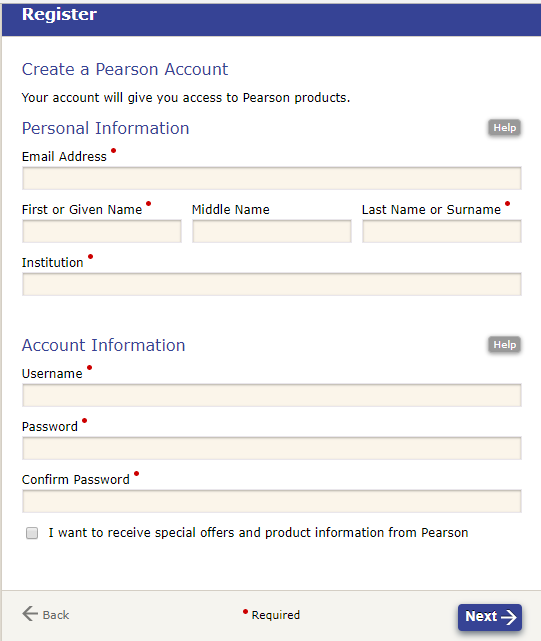 Register
Create a Pearson Account
Your account will give you access to Pearson products.
Personal Information Help
Email Address •
First or Given Name • Middle Name Last Name or Surname •
Institution •
Account Information Help
Username •
Password •
Confirm Password •
I want to receive special offers and product information from Pearson
← Back • Required Next →